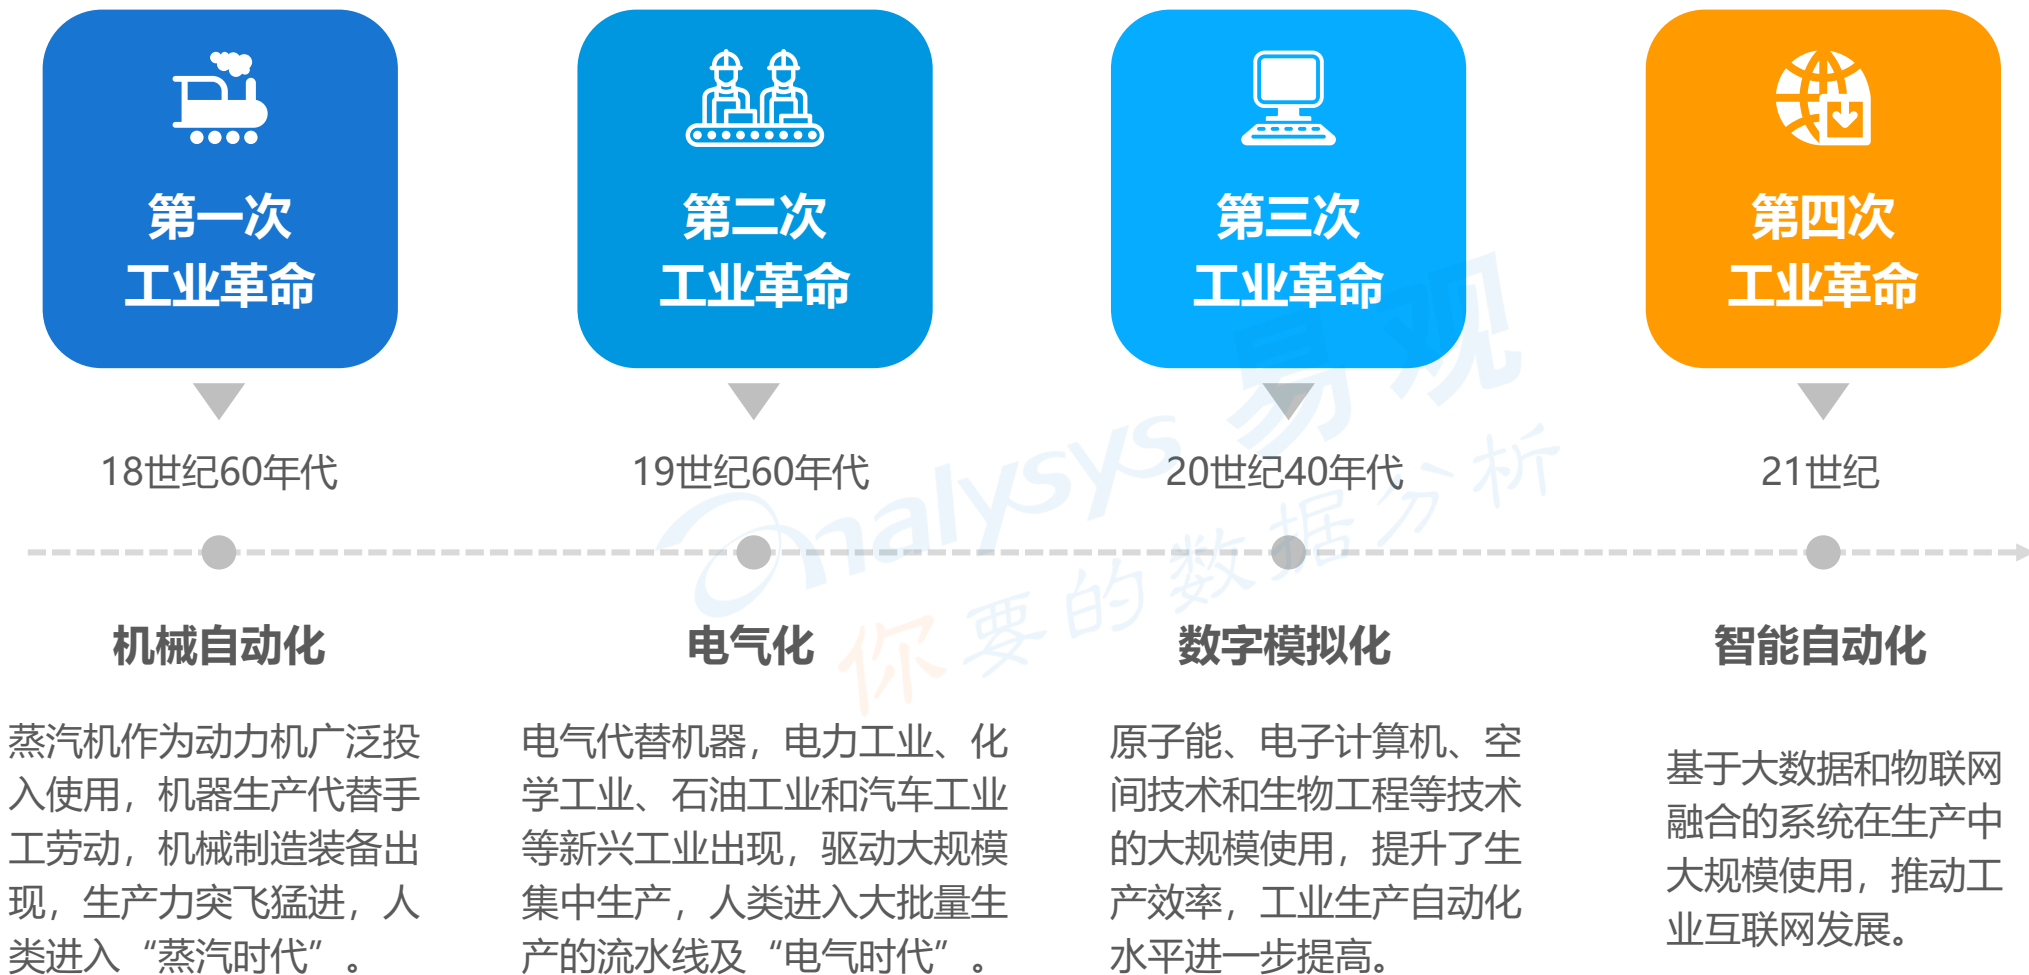 第一次
工业革命
第二次
工业革命
第三次
工业革命
第四次
工业革命
18世纪60年代
19世纪60年代
20世纪40年代
21世纪
机械自动化
电气化
数字模拟化
智能自动化
蒸汽机作为动力机广泛投
入使用，机器生产代替手
工劳动，机械制造装备出
现，生产力突飞猛进，人
类进入“蒸汽时代”。
电气代替机器，电力工业、化
学工业、石油工业和汽车工业
等新兴工业出现，驱动大规模
集中生产，人类进入大批量生
产的流水线及“电气时代”。
原子能、电子计算机、空
间技术和生物工程等技术
的大规模使用，提升了生
产效率，工业生产自动化
水平进一步提高。
基于大数据和物联网
融合的系统在生产中
大规模使用，推动工
业互联网发展。
analysys 易观
你要的数据分析